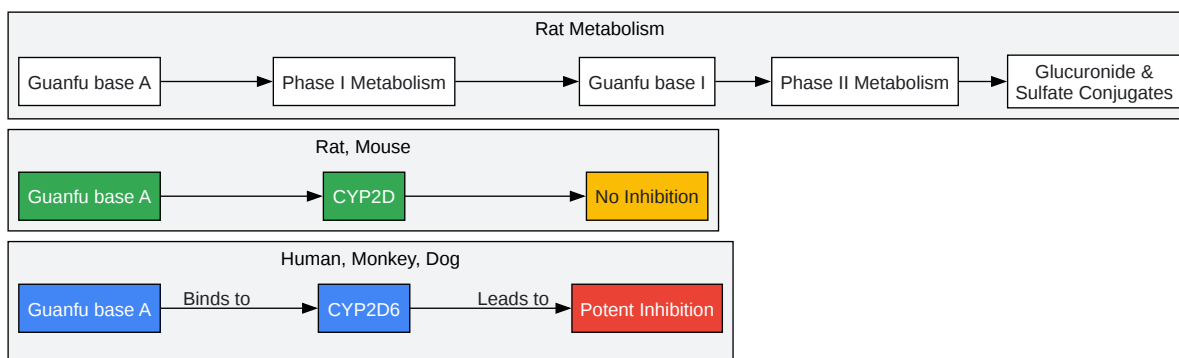 Rat Metabolism
Guanfu base A
Phase I Metabolism
Guanfu base I
Phase II Metabolism
Glucuronide &
Sulfate Conjugates
Rat, Mouse
Guanfu base A
CYP2D
No Inhibition
Human, Monkey, Dog
Guanfu base A
Binds to
CYP2D6
Leads to
Potent Inhibition